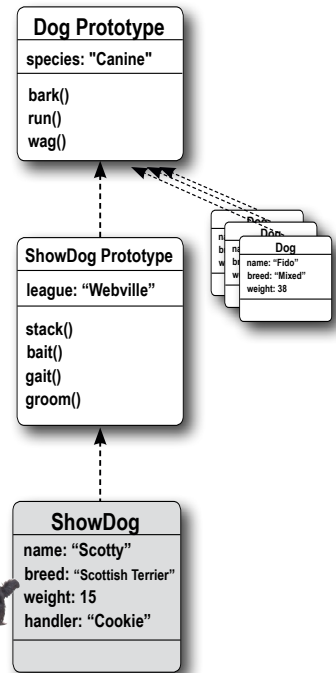 Dog Prototype
species: "Canine"
bark()
run()
wag()
Dog
name: “Fido”
breed: “Mixed”
weight: 38
ShowDog Prototype
league: “Webville”
stack()
bait()
gait()
groom()
ShowDog
name: “Scotty”
breed: “Scottish Terrier”
weight: 15
handler: “Cookie”